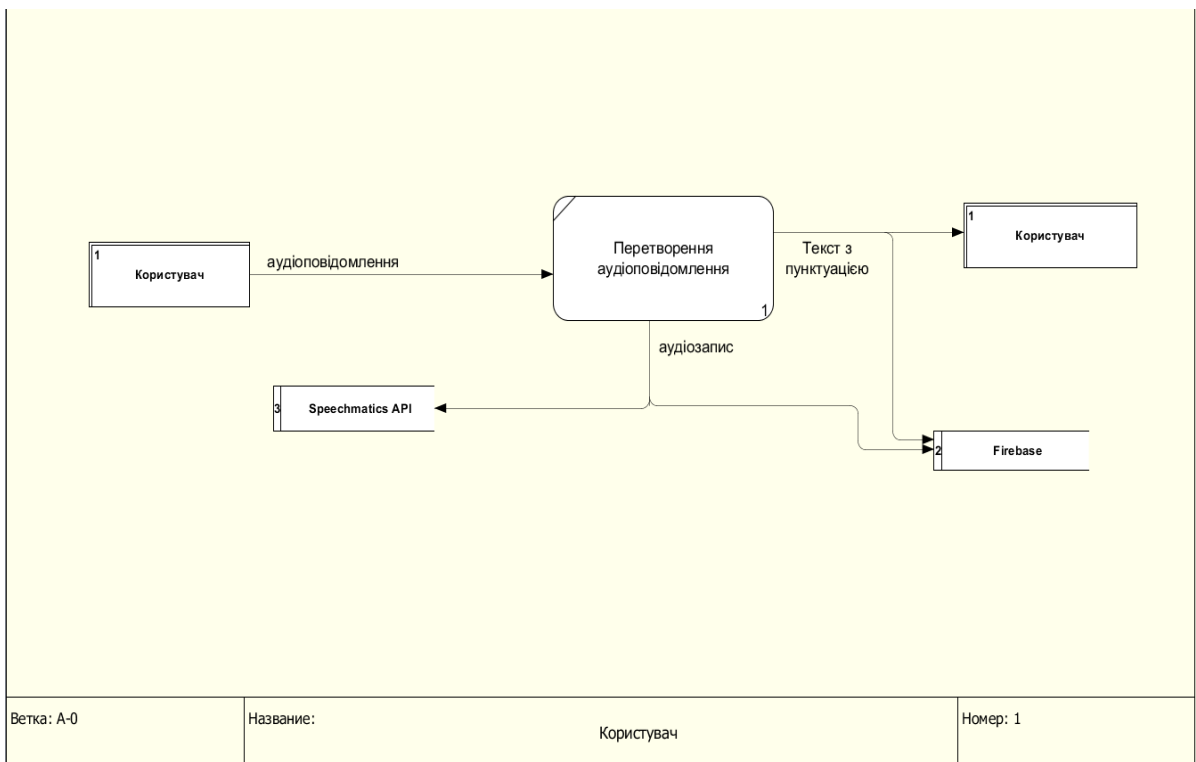 1
Користувач
аудіоповідомлення
Перетворення
аудіоповідомлення
1
Текст з
пунктуацією
1
Користувач
аудіозапис
3
Speechmatics API
2
Firebase
Ветка: А-0
Название:
Користувач
Номер: 1